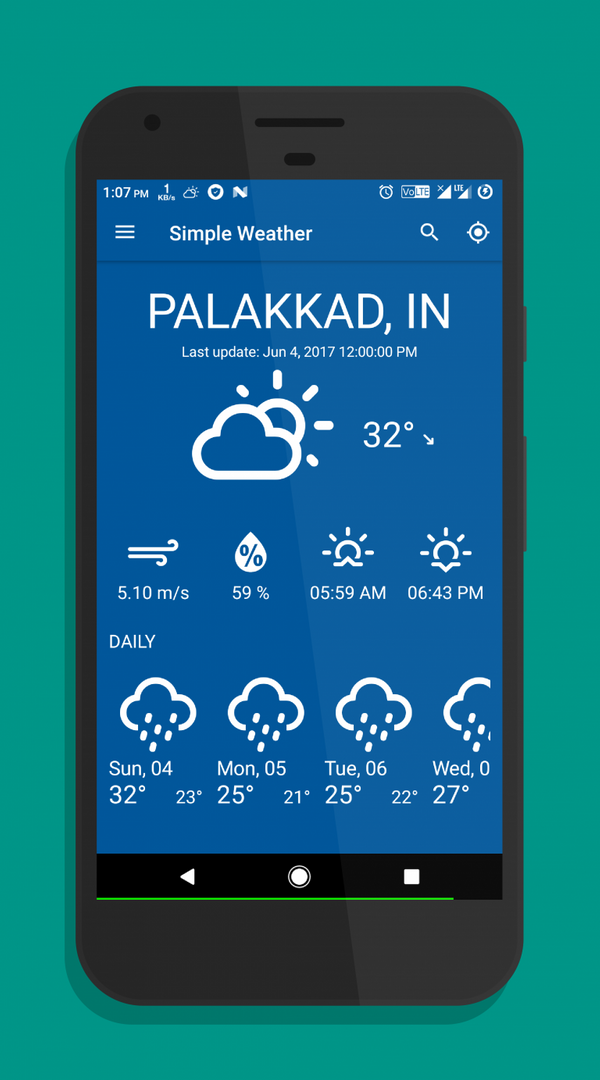 1:07 PM 1 KB/s N VoLTE LTE
Simple Weather
PALAKKAD, IN
Last update: Jun 4, 2017 12:00:00 PM
32°
5.10 m/s 59 % 05:59 AM 06:43 PM
DAILY
Sun, 04 Mon, 05 Tue, 06 Wed, 0
32° 23° 25° 21° 25° 22° 27°